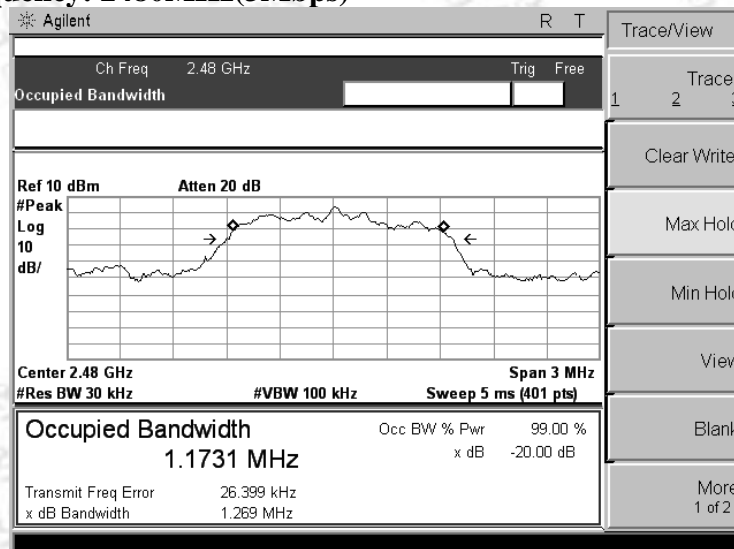 quency: 2480MHz(3Mbps)
Agilent R T
Ch Freq 2.48 GHz Trig Free
Occupied Bandwidth
Ref 10 dBm Atten 20 dB
#Peak
Log
10
dB/
Center 2.48 GHz Span 3 MHz
#Res BW 30 kHz #VBW 100 kHz Sweep 5 ms (401 pts)
Occupied Bandwidth
1.1731 MHz
Occ BW % Pwr 99.00 %
x dB -20.00 dB
Transmit Freq Error 26.399 kHz
x dB Bandwidth 1.269 MHz
Trace/View
Trace
1 2
Clear Write
Max Hold
Min Hold
View
Blank
More
1 of 2